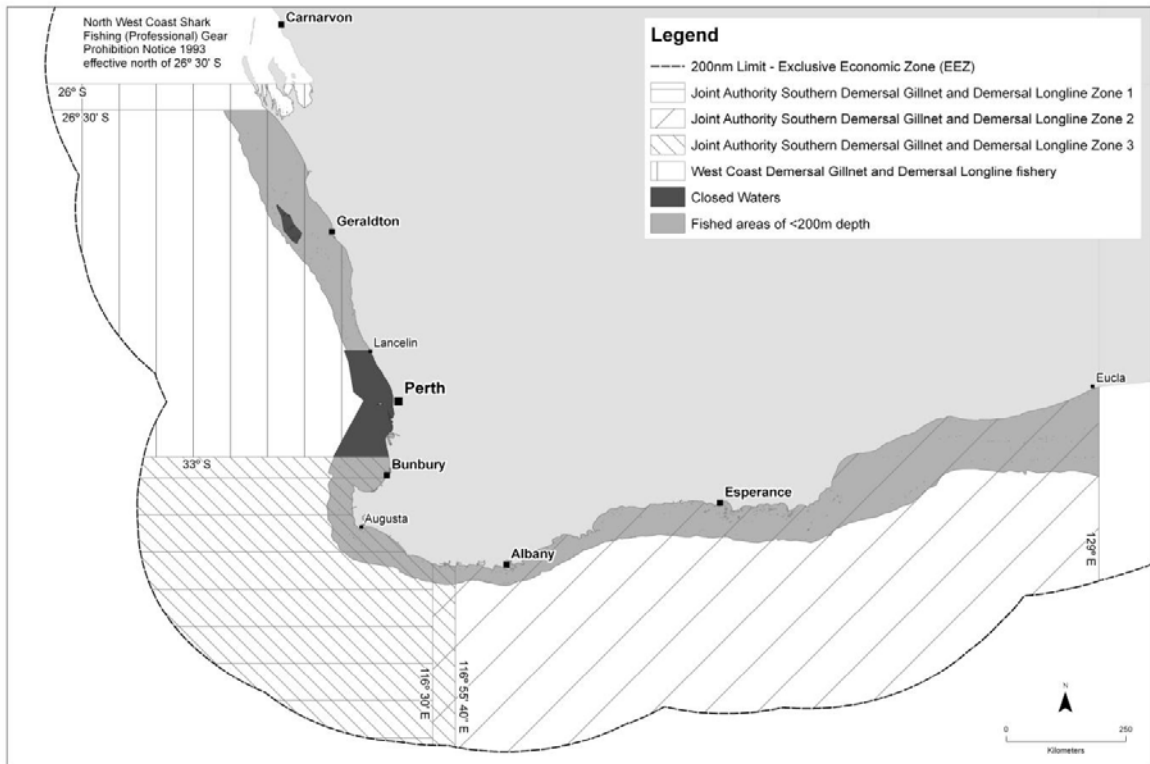 North West Coast Shark
Fishing (Professional) Gear
Prohibition Notice 1993
effective north of 26º 30' S
Carnarvon
26º S
26º 30' S
Geraldton
Lancelin
Perth
33º S
Bunbury
Augusta
Albany
Esperance
Eucla
116º 30' E
116º 55' 40" E
129º E
Legend
200nm Limit - Exclusive Economic Zone (EEZ)
Joint Authority Southern Demersal Gillnet and Demersal Longline Zone 1
Joint Authority Southern Demersal Gillnet and Demersal Longline Zone 2
Joint Authority Southern Demersal Gillnet and Demersal Longline Zone 3
West Coast Demersal Gillnet and Demersal Longline fishery
Closed Waters
Fished areas of <200m depth
N
0 250
Kilometers